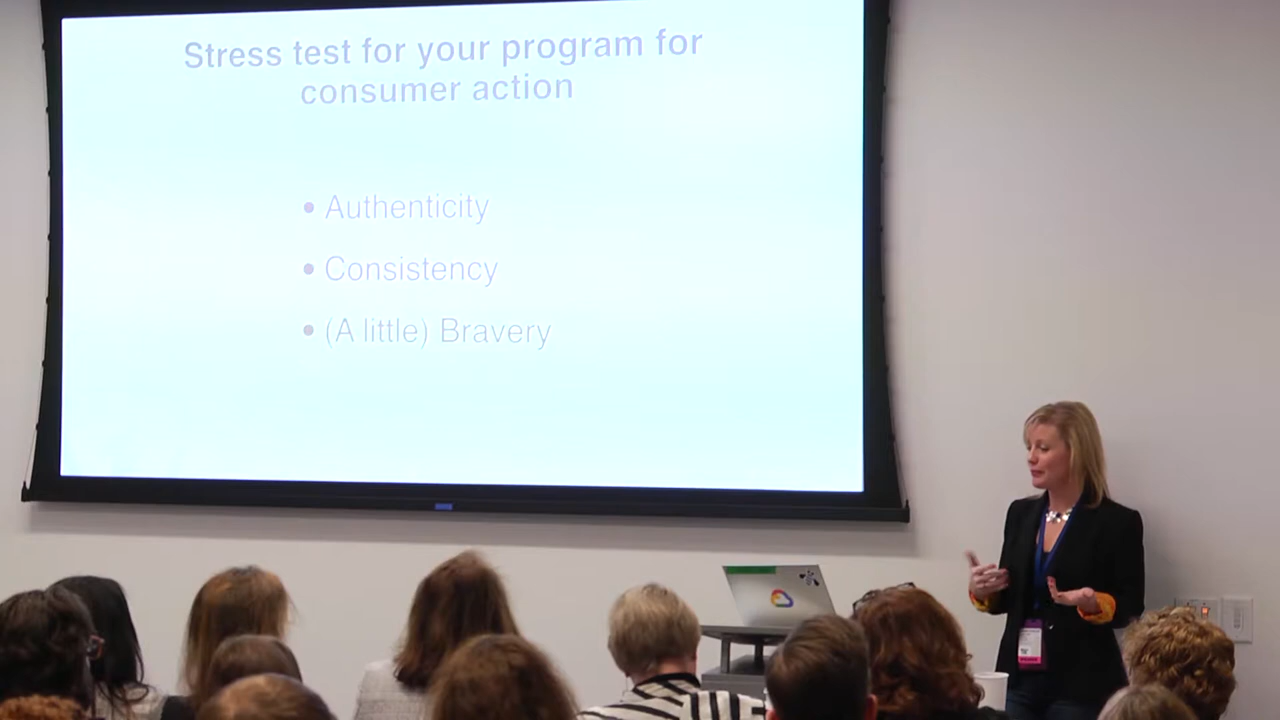 Stress test for your program for
consumer action
• Authenticity
• Consistency
• (A little) Bravery